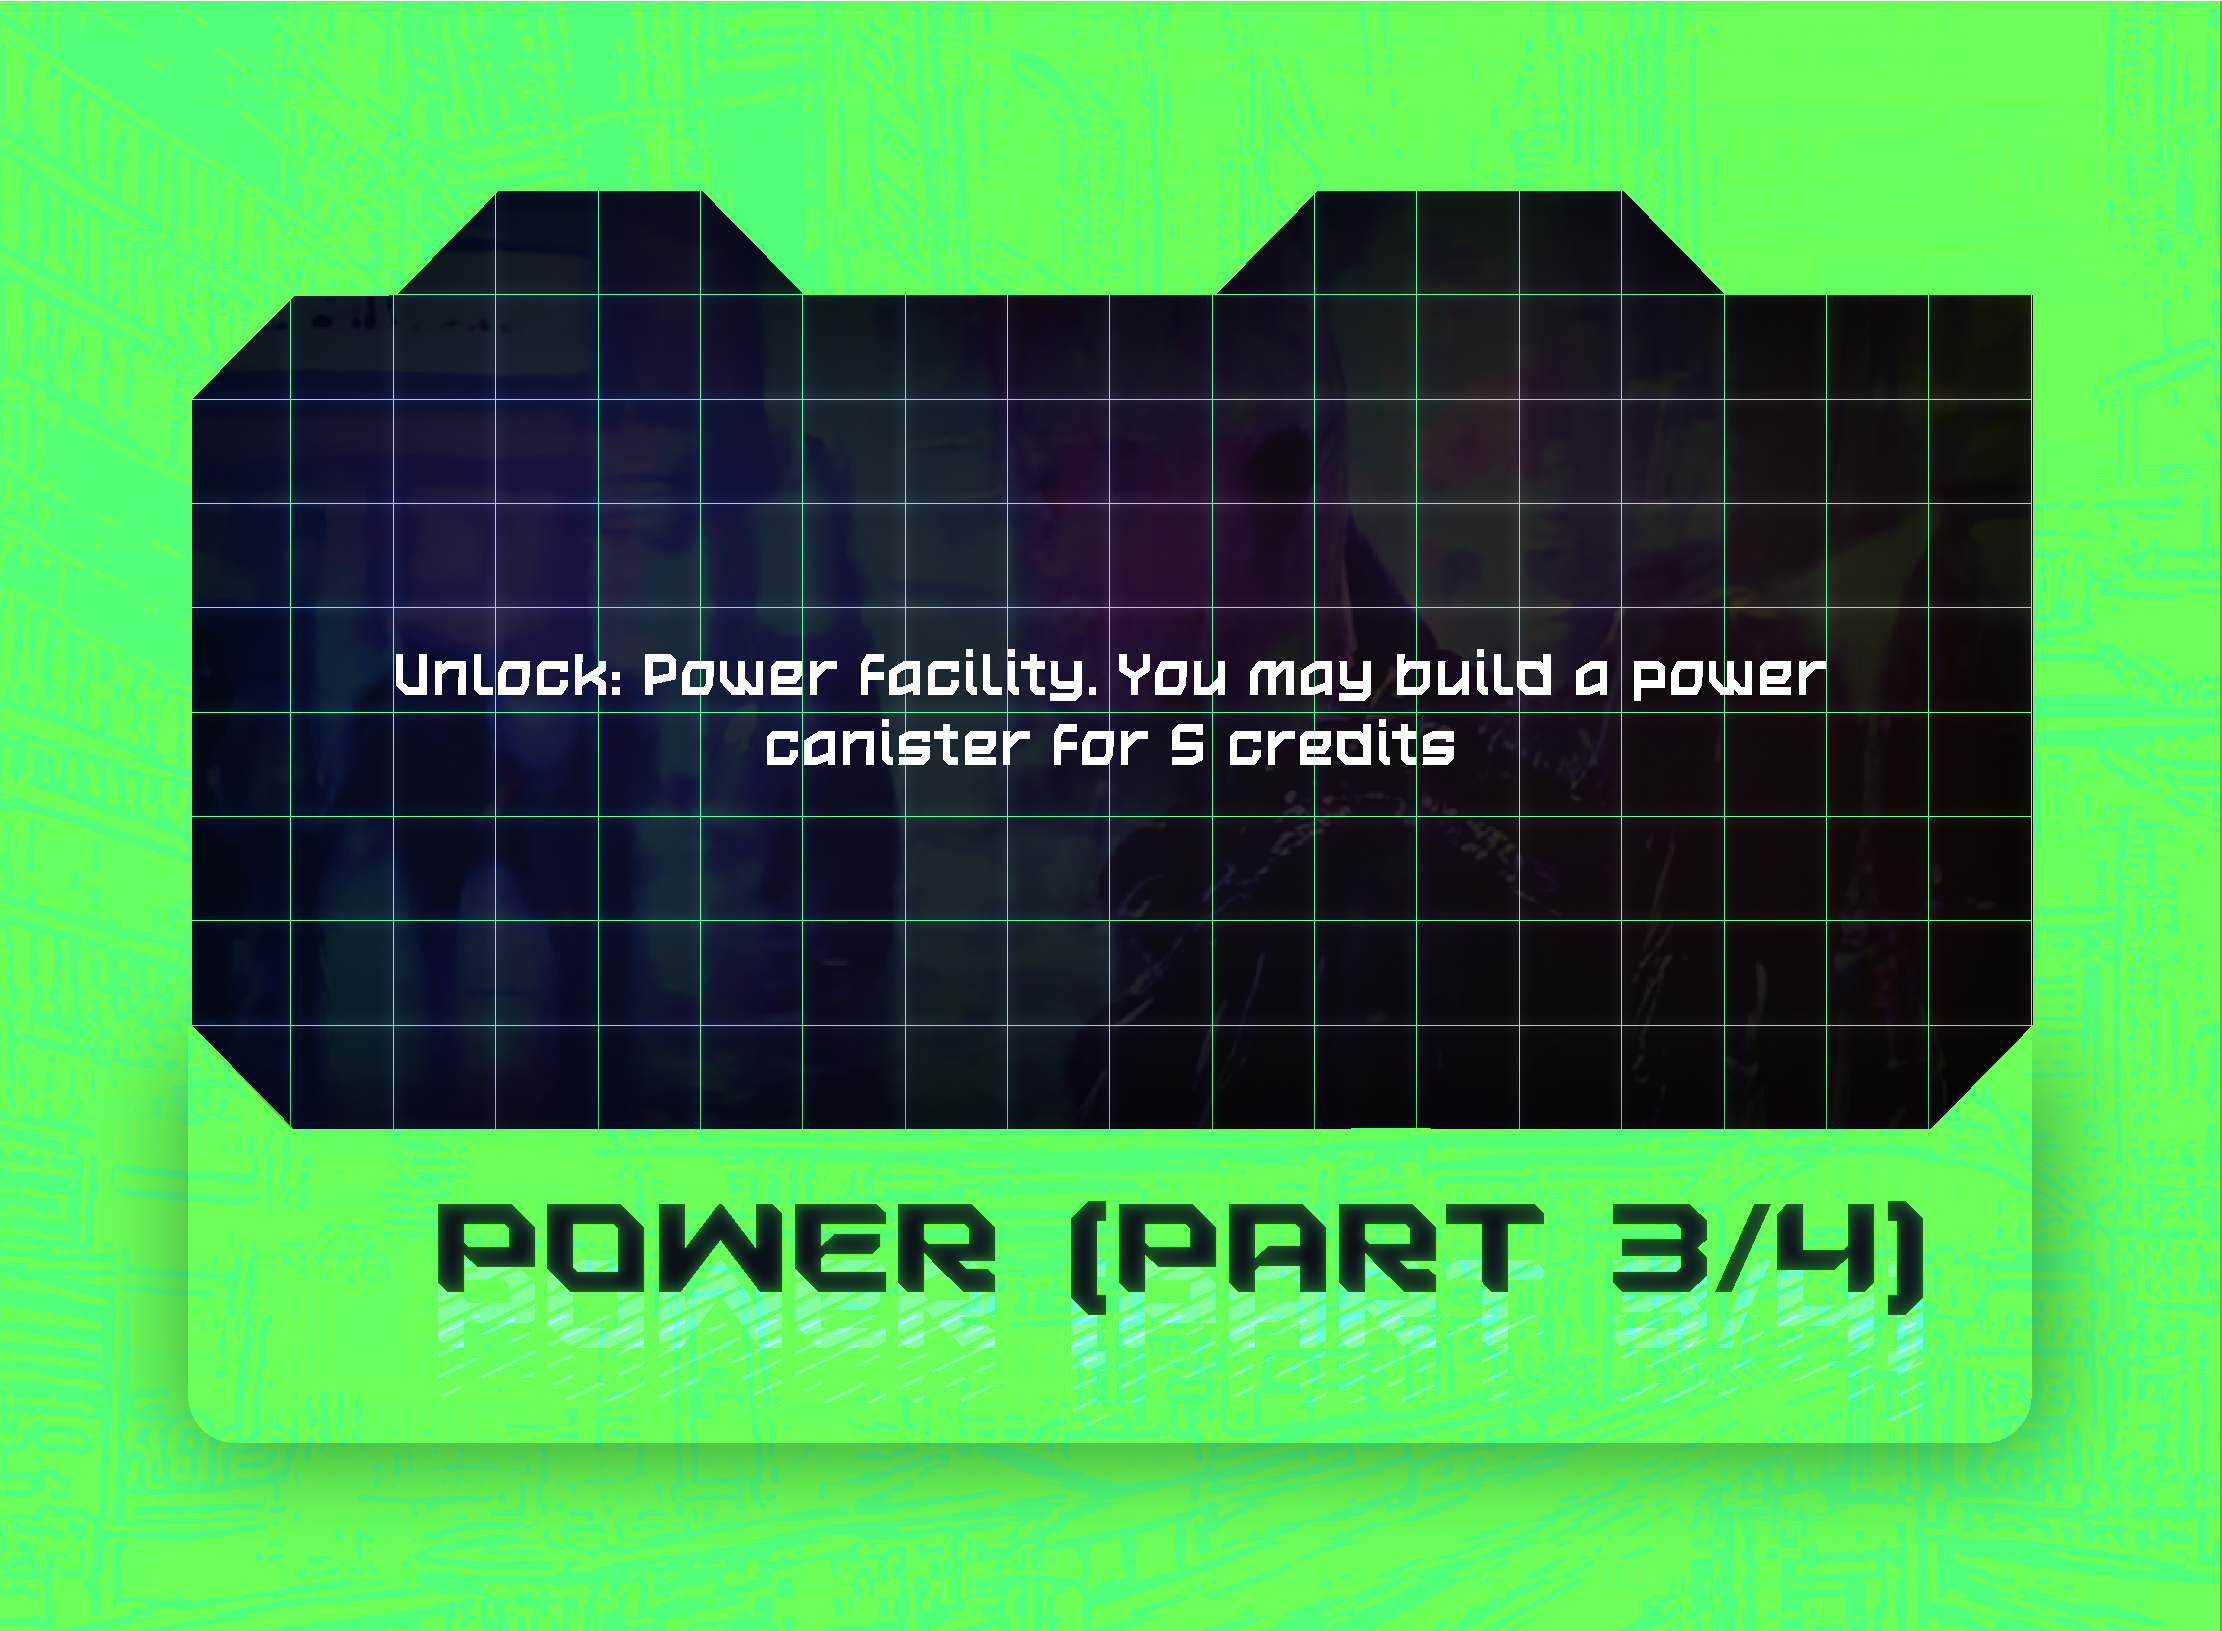 Unlock: Power facility. You may build a power
canister for 5 credits
POWER (PART 3/4)